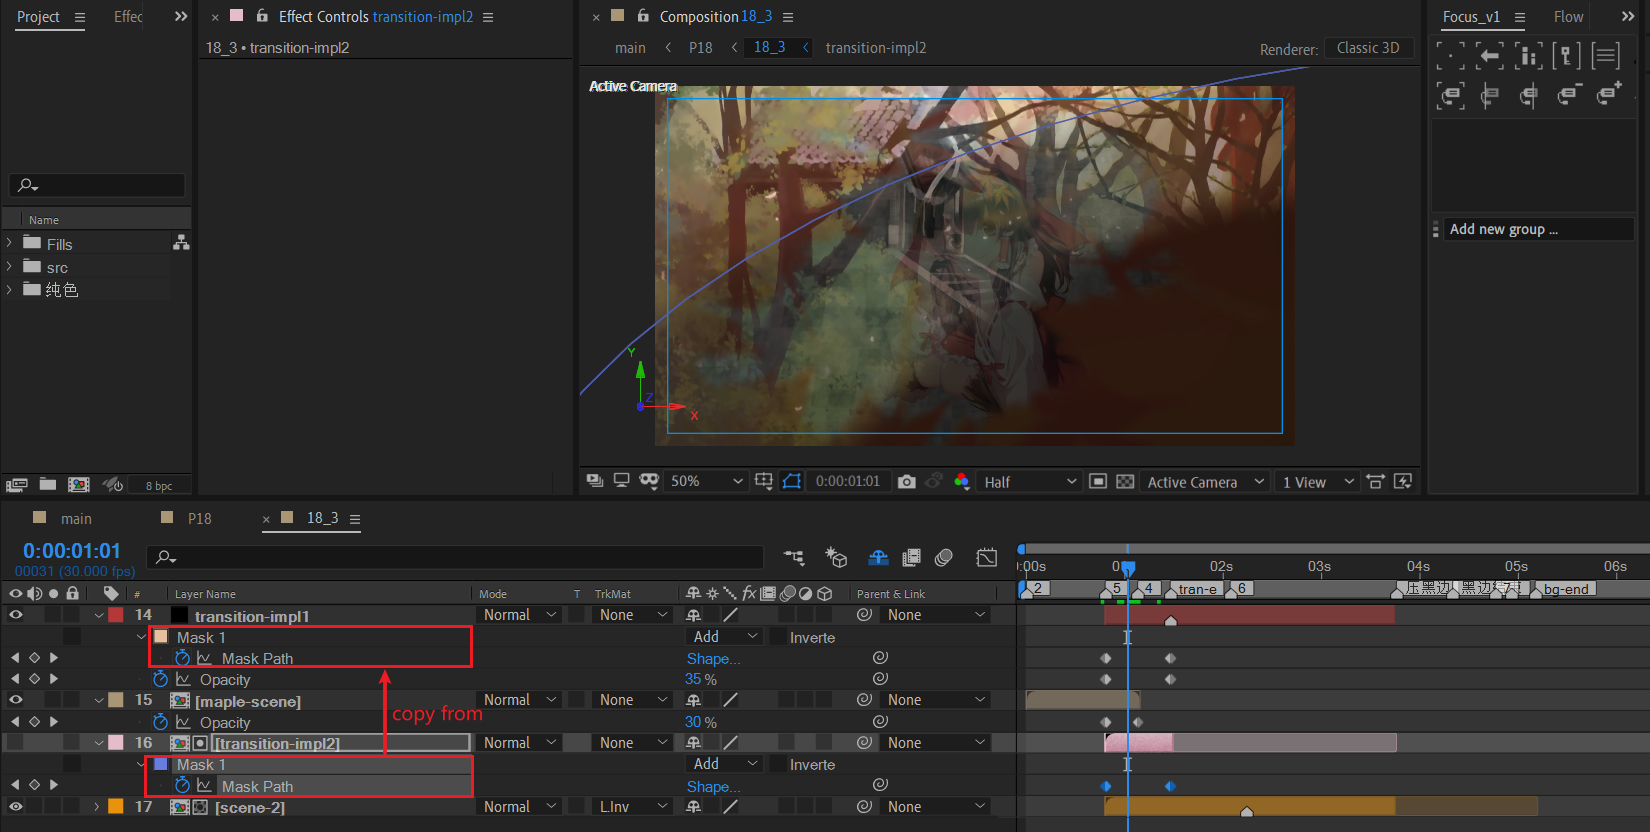 Project
Effec
Effect Controls transition-impl2
18_3 • transition-impl2
Name
Fills
src
纯色
8 bpc
Composition 18_3
main
P18
18_3
transition-impl2
Renderer:
Classic 3D
Active Camera
Y
Z
X
50%
0:00:01:01
Half
Active Camera
1 View
Focus_v1
Flow
Add new group ...
main
P18
18_3
0:00:01:01
00031 (30.000 fps)
#
Layer Name
Mode
T
TrkMat
Parent & Link
:00s
02s
03s
04s
05s
06s
2
5
4
tran-e
6
压黑边
7
bg-end
14
transition-impl1
Normal
None
Mask 1
Add
Inverte
Mask Path
Shape...
Opacity
35 %
15
[maple-scene]
Normal
None
None
Opacity
30 %
copy from
16
[transition-impl2]
Normal
None
None
Mask 1
Add
Inverte
Mask Path
Shape...
17
[scene-2]
Normal
L.Inv
None